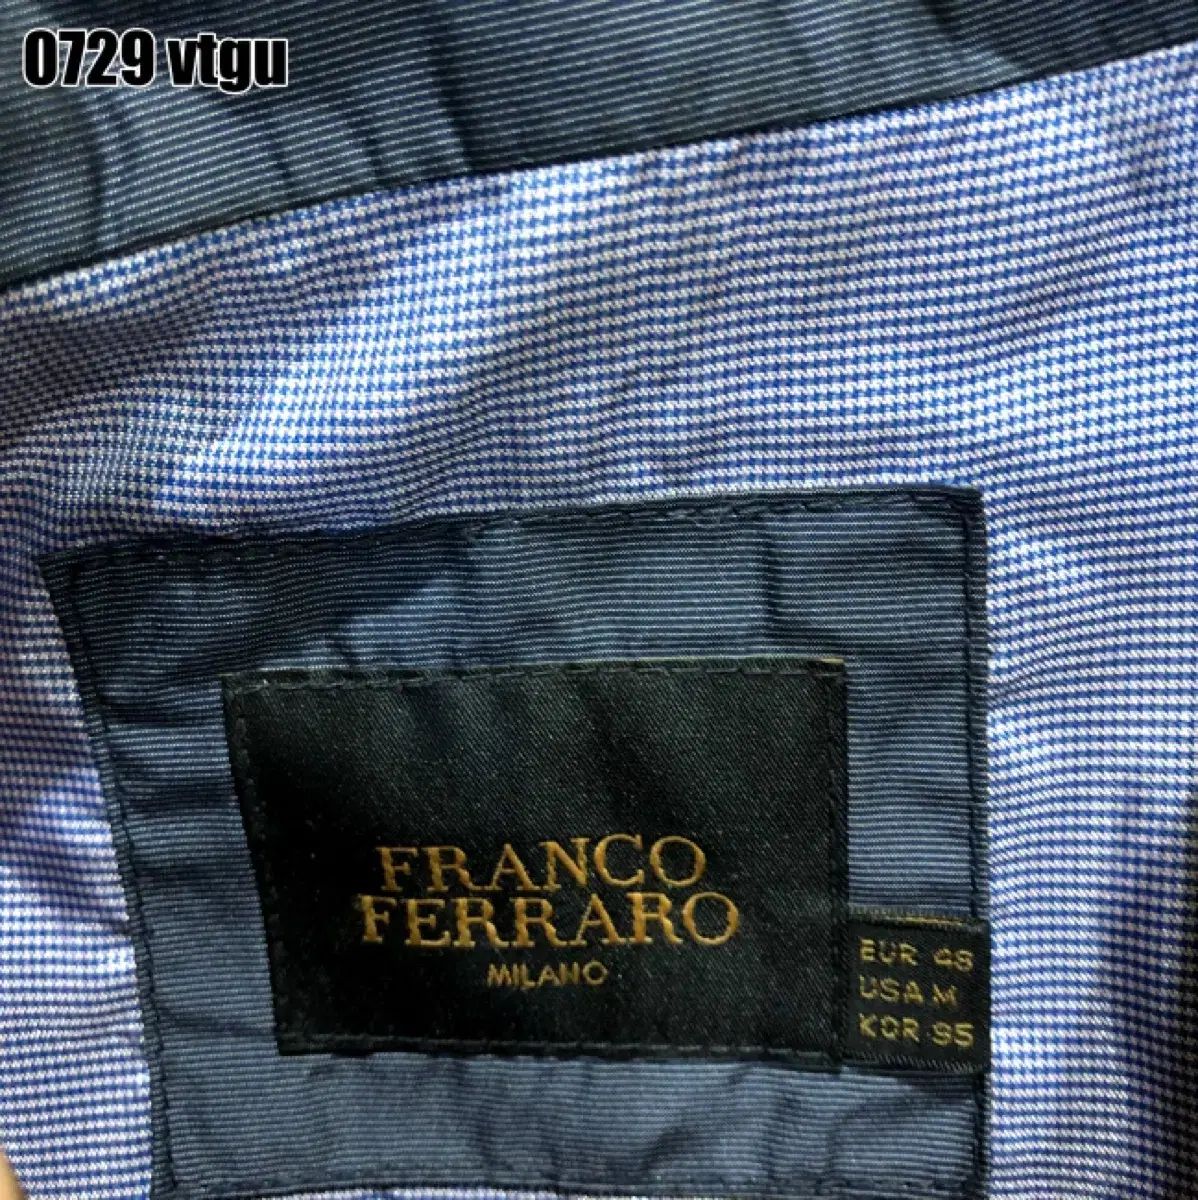 0729 vtgu
FRANCO
FERRARO
MILANO
EUR 48
USA M
KOR 95